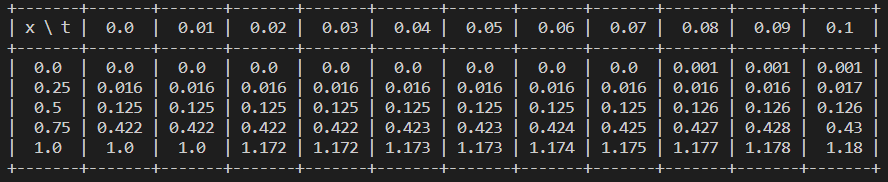 +-------+-------+-------+-------+-------+-------+-------+-------+-------+-------+-------+-------+
| x \ t | 0.0 | 0.01 | 0.02 | 0.03 | 0.04 | 0.05 | 0.06 | 0.07 | 0.08 | 0.09 | 0.1 |
+-------+-------+-------+-------+-------+-------+-------+-------+-------+-------+-------+-------+
| 0.0 | 0.0 | 0.0 | 0.0 | 0.0 | 0.0 | 0.0 | 0.0 | 0.0 | 0.001 | 0.001 | 0.001 |
| 0.25 | 0.016 | 0.016 | 0.016 | 0.016 | 0.016 | 0.016 | 0.016 | 0.016 | 0.016 | 0.016 | 0.017 |
| 0.5 | 0.125 | 0.125 | 0.125 | 0.125 | 0.125 | 0.125 | 0.125 | 0.125 | 0.126 | 0.126 | 0.126 |
| 0.75 | 0.422 | 0.422 | 0.422 | 0.422 | 0.423 | 0.423 | 0.424 | 0.425 | 0.427 | 0.428 | 0.43 |
| 1.0 | 1.0 | 1.0 | 1.172 | 1.172 | 1.173 | 1.173 | 1.174 | 1.175 | 1.177 | 1.178 | 1.18 |
+-------+-------+-------+-------+-------+-------+-------+-------+-------+-------+-------+-------+